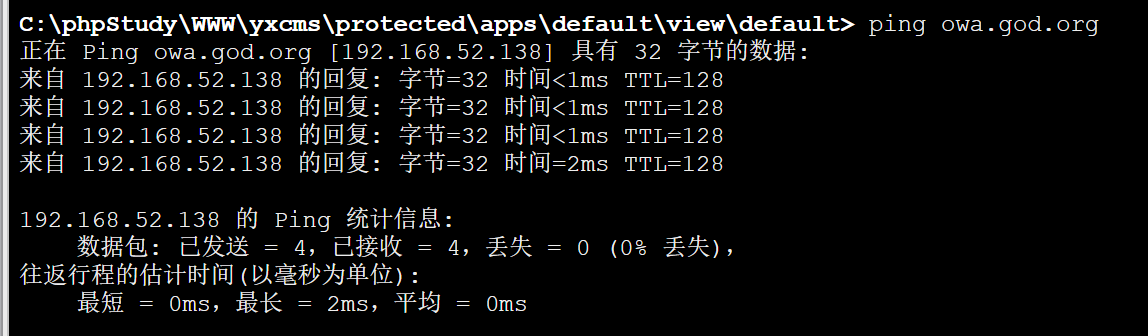 C:\phpStudy\WWW\yxcms\protected\apps\default\view\default> ping owa.god.org
正在 Ping owa.god.org [192.168.52.138] 具有 32 字节的数据:
来自 192.168.52.138 的回复: 字节=32 时间<1ms TTL=128
来自 192.168.52.138 的回复: 字节=32 时间<1ms TTL=128
来自 192.168.52.138 的回复: 字节=32 时间<1ms TTL=128
来自 192.168.52.138 的回复: 字节=32 时间=2ms TTL=128
192.168.52.138 的 Ping 统计信息:
数据包: 已发送 = 4，已接收 = 4，丢失 = 0 (0% 丢失)，
往返行程的估计时间(以毫秒为单位):
最短 = 0ms，最长 = 2ms，平均 = 0ms